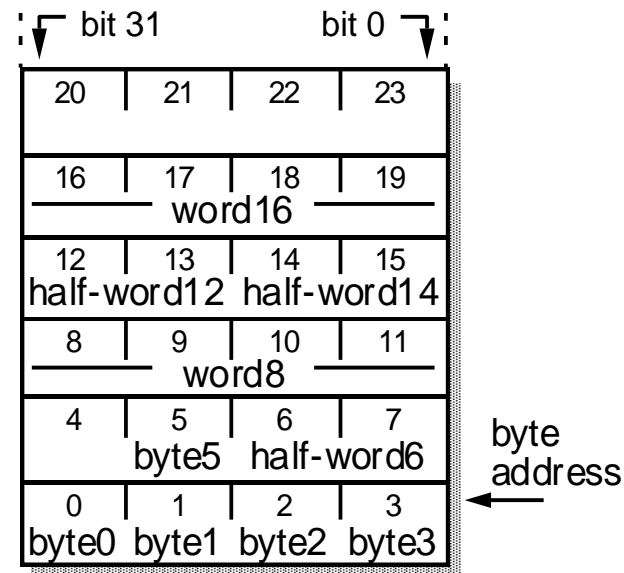 bit 31 bit 0
20 21 22 23
16 17 18 19
word16
12 13 14 15
half-word12 half-word14
8 9 10 11
word8
4 5 6 7
byte5 half-word6
byte
address
0 1 2 3
byte0 byte1 byte2 byte3